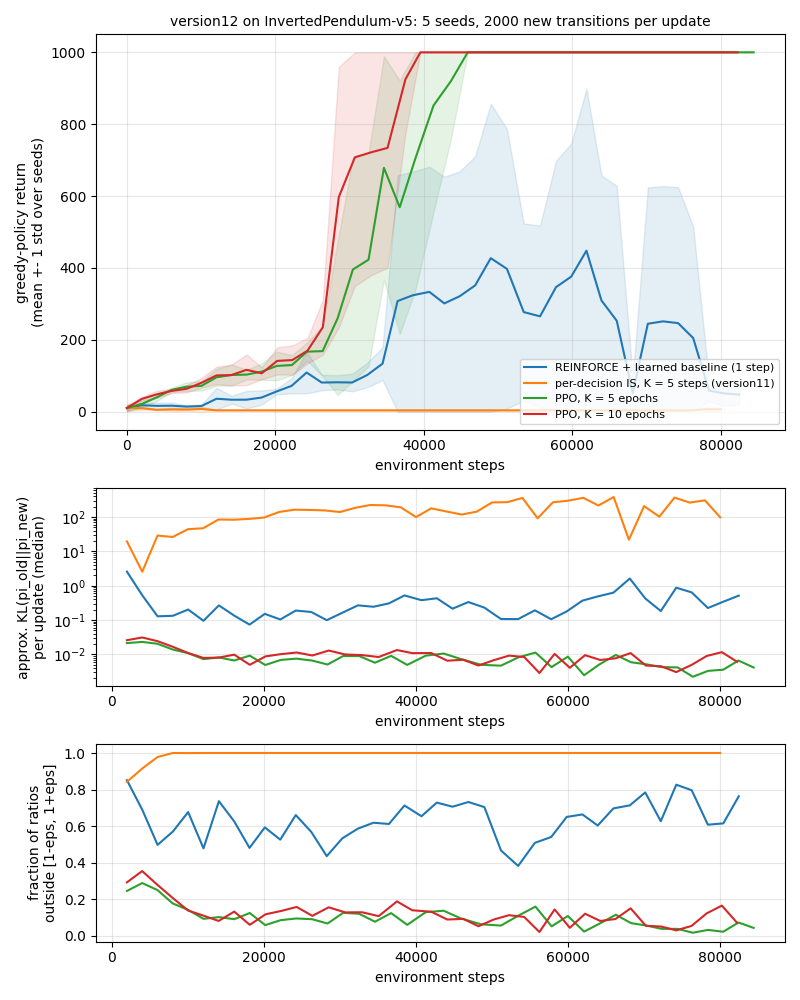 version12 on InvertedPendulum-v5: 5 seeds, 2000 new transitions per update
greedy-policy return
(mean +- 1 std over seeds)
1000
800
600
400
200
0
REINFORCE + learned baseline (1 step)
per-decision IS, K = 5 steps (version11)
PPO, K = 5 epochs
PPO, K = 10 epochs
0 20000 40000 60000 80000
environment steps
approx. KL(pi_old||pi_new)
per update (median)
10²
10¹
10⁰
10⁻¹
10⁻²
0 20000 40000 60000 80000
environment steps
fraction of ratios
outside [1-eps, 1+eps]
1.0
0.8
0.6
0.4
0.2
0.0
0 20000 40000 60000 80000
environment steps